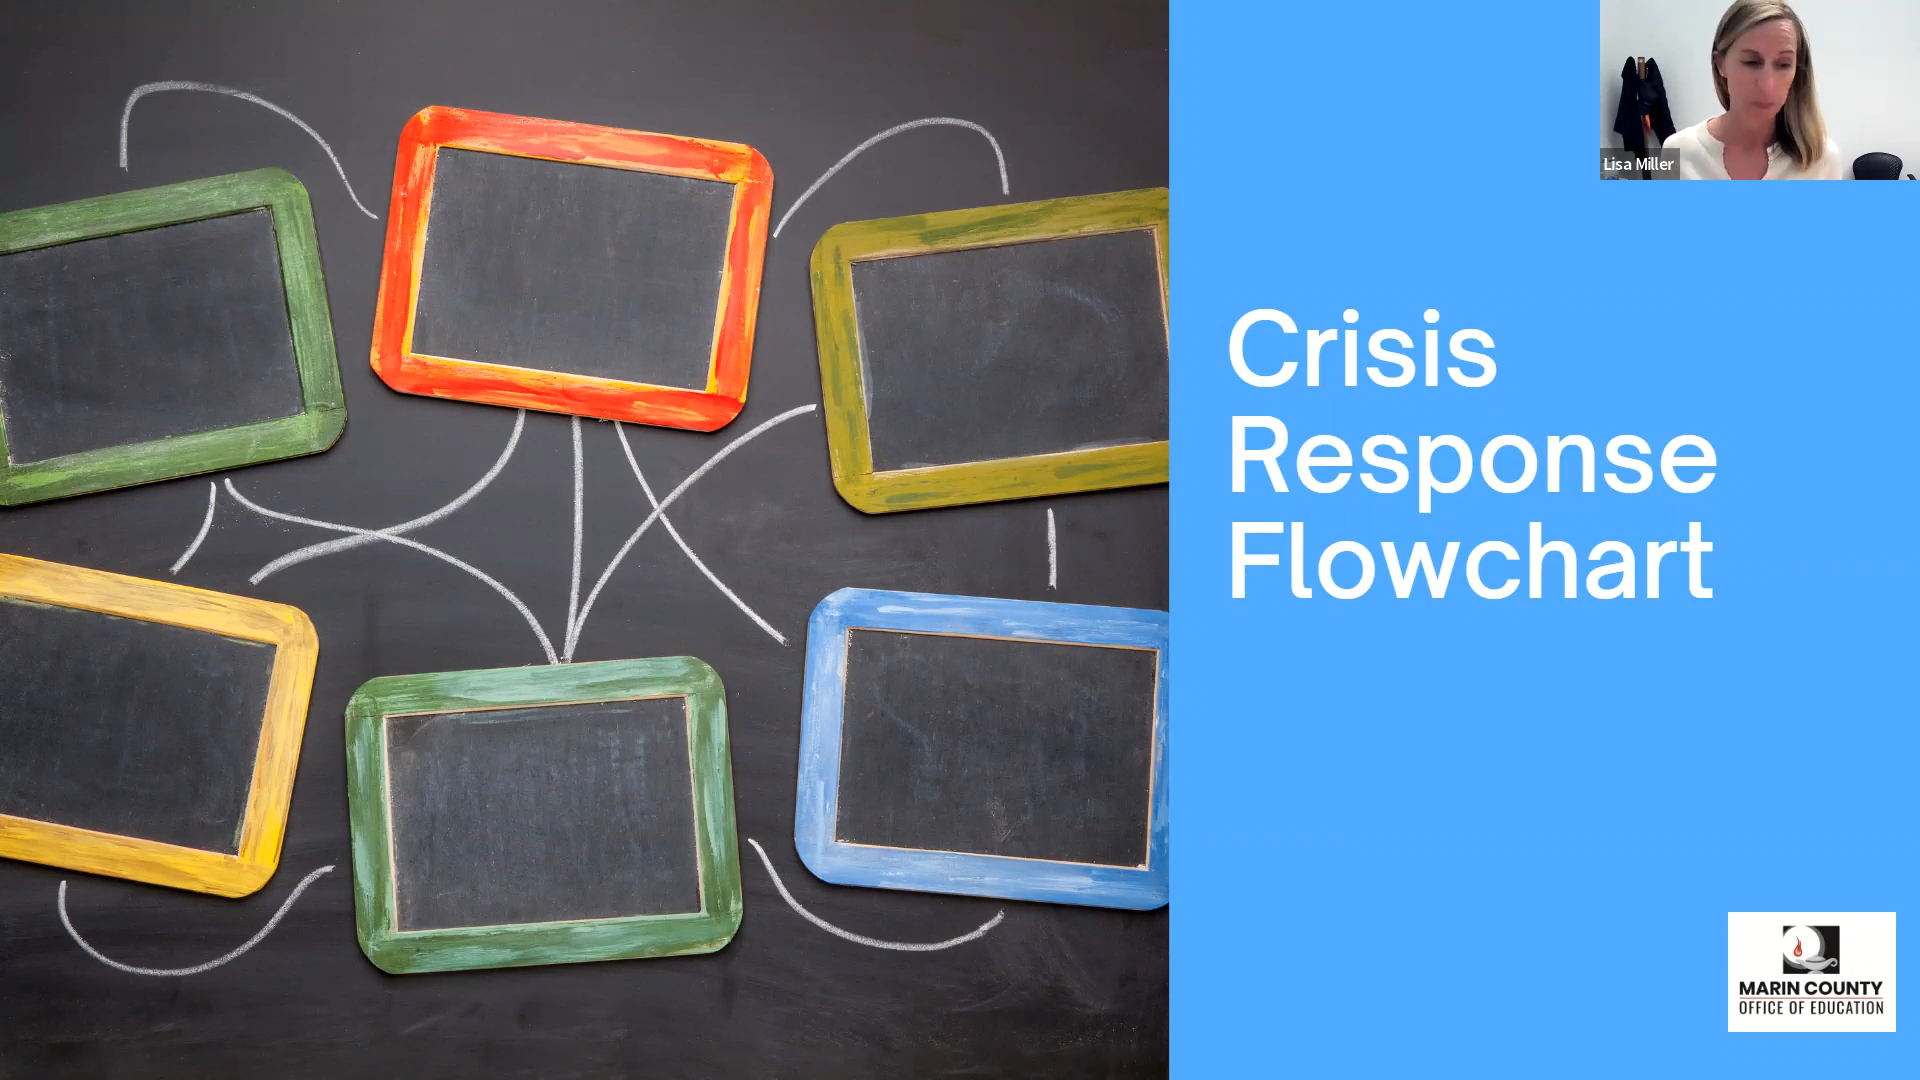 Lisa Miller
Crisis
Response
Flowchart
MARIN COUNTY
OFFICE OF EDUCATION